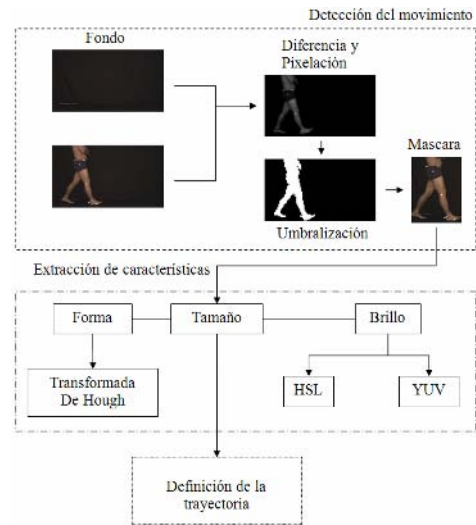 Detección del movimiento
Fondo
Diferencia y
Pixelación
Mascara
Umbralización
Extracción de características
Forma
Tamaño
Brillo
Transformada
De Hough
HSL
YUV
Definición de la
trayectoria